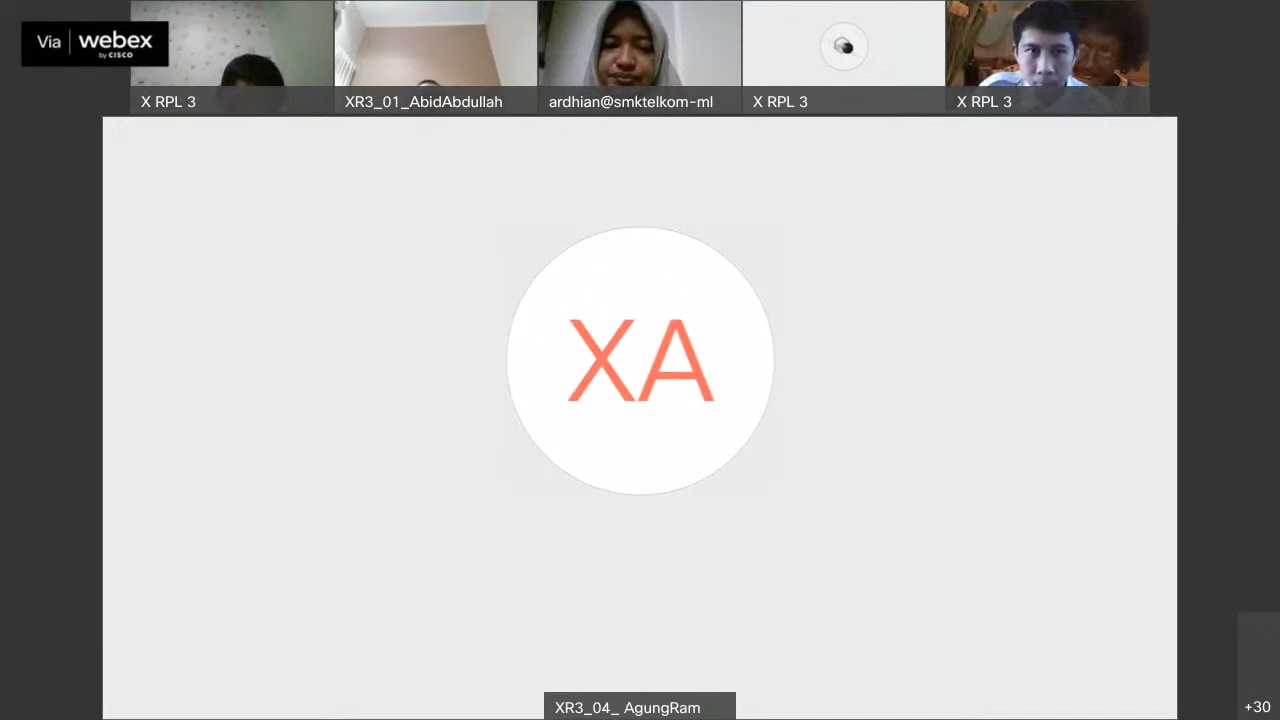 Via webex
by CISCO
X RPL 3
XR3_01_AbidAbdullah
ardhian@smktelkom-ml
X RPL 3
X RPL 3
XA
XR3_04_ AgungRam
+30